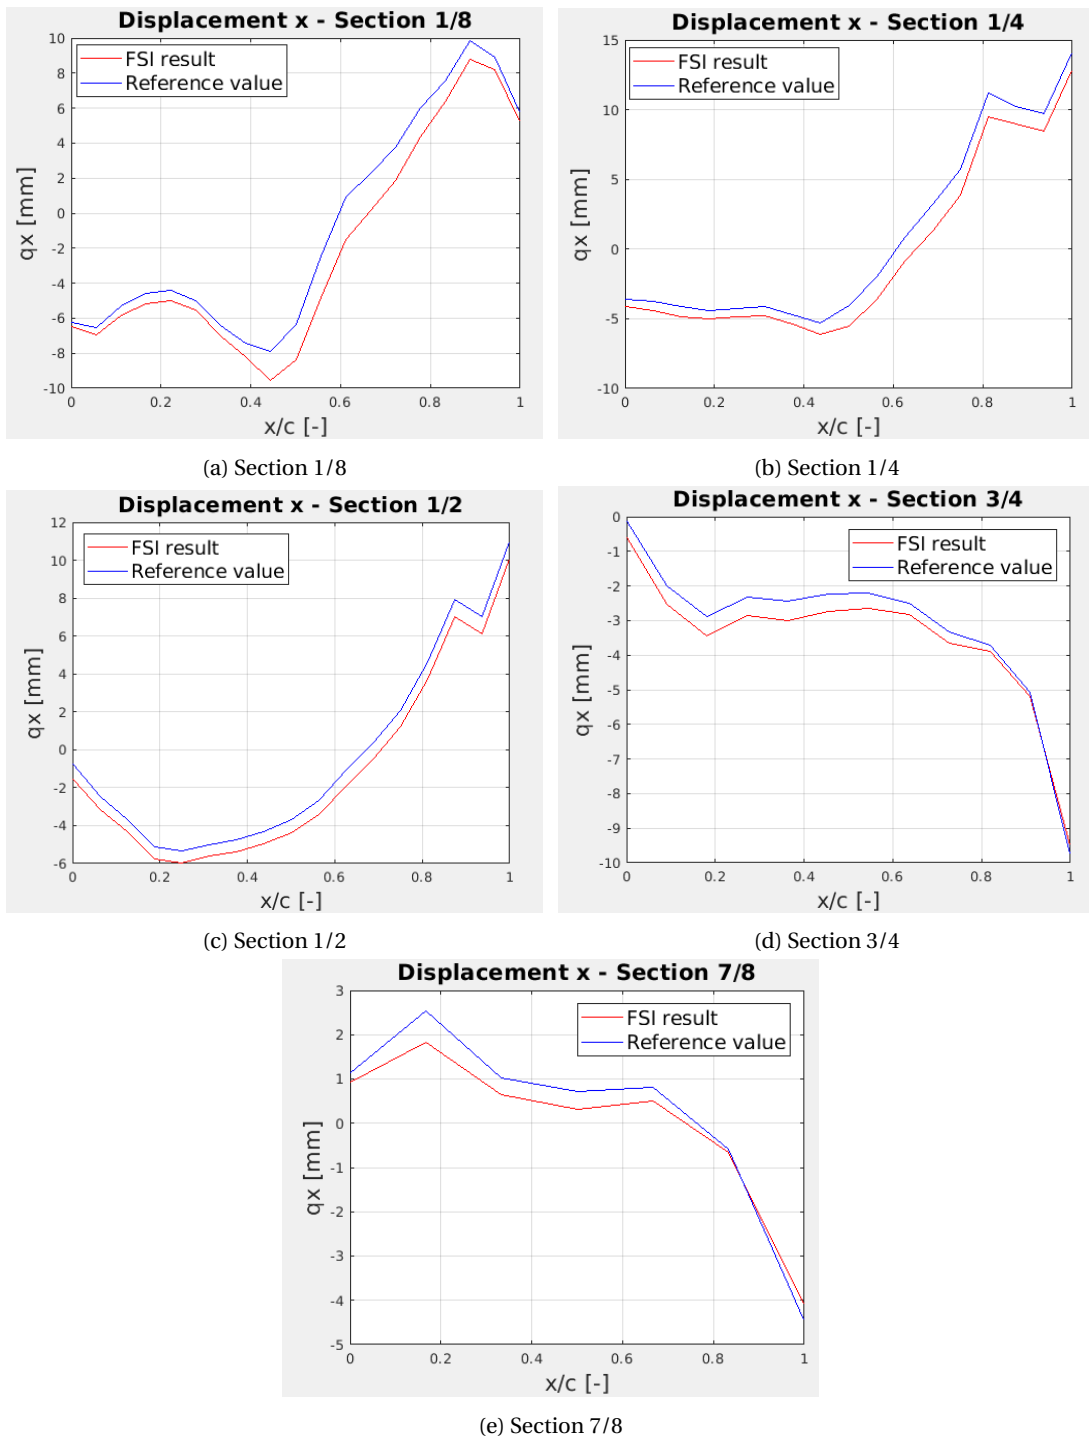 Displacement x - Section 1/8
FSI result
Reference value
10
8
6
4
2
0
-2
-4
-6
-8
-10
qx [mm]
0 0.2 0.4 0.6 0.8 1
x/c [-]
(a) Section 1/8
Displacement x - Section 1/4
FSI result
Reference value
15
10
5
0
-5
-10
qx [mm]
0 0.2 0.4 0.6 0.8 1
x/c [-]
(b) Section 1/4
Displacement x - Section 1/2
FSI result
Reference value
12
10
8
6
4
2
0
-2
-4
-6
qx [mm]
0 0.2 0.4 0.6 0.8 1
x/c [-]
(c) Section 1/2
Displacement x - Section 3/4
FSI result
Reference value
0
-1
-2
-3
-4
-5
-6
-7
-8
-9
-10
qx [mm]
0 0.2 0.4 0.6 0.8 1
x/c [-]
(d) Section 3/4
Displacement x - Section 7/8
FSI result
Reference value
3
2
1
0
-1
-2
-3
-4
-5
qx [mm]
0 0.2 0.4 0.6 0.8 1
x/c [-]
(e) Section 7/8